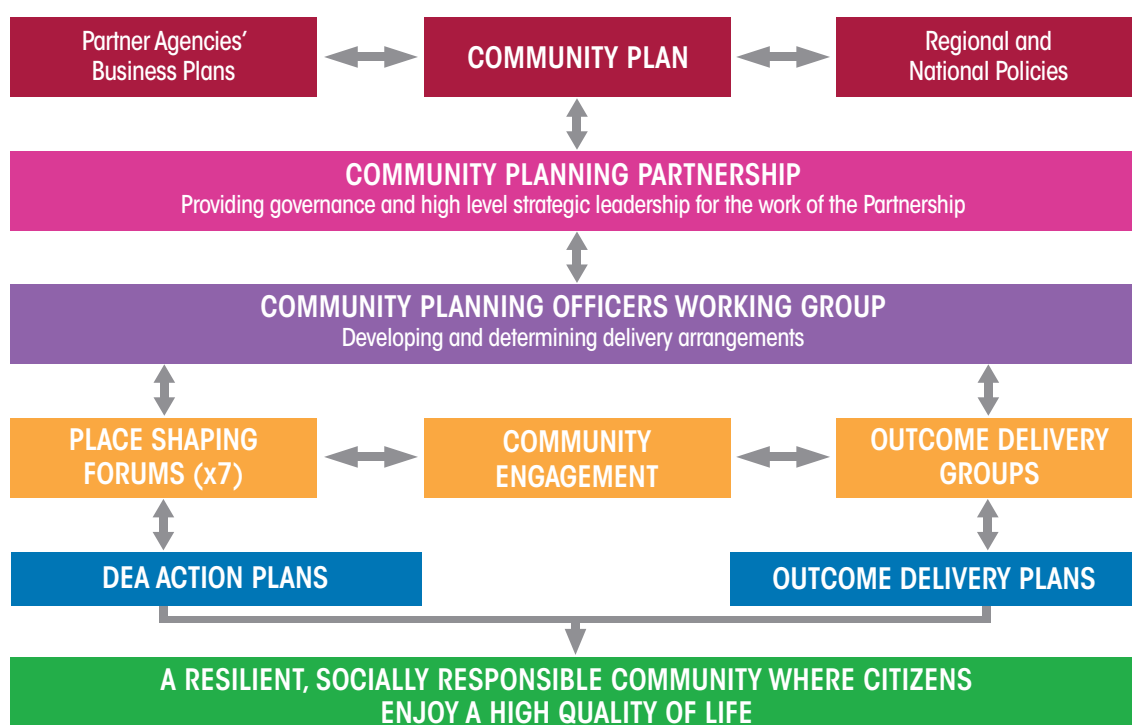 Partner Agencies’
Business Plans
COMMUNITY PLAN
Regional and
National Policies
COMMUNITY PLANNING PARTNERSHIP
Providing governance and high level strategic leadership for the work of the Partnership
COMMUNITY PLANNING OFFICERS WORKING GROUP
Developing and determining delivery arrangements
PLACE SHAPING
FORUMS (x7)
COMMUNITY
ENGAGEMENT
OUTCOME DELIVERY
GROUPS
DEA ACTION PLANS
OUTCOME DELIVERY PLANS
A RESILIENT, SOCIALLY RESPONSIBLE COMMUNITY WHERE CITIZENS
ENJOY A HIGH QUALITY OF LIFE